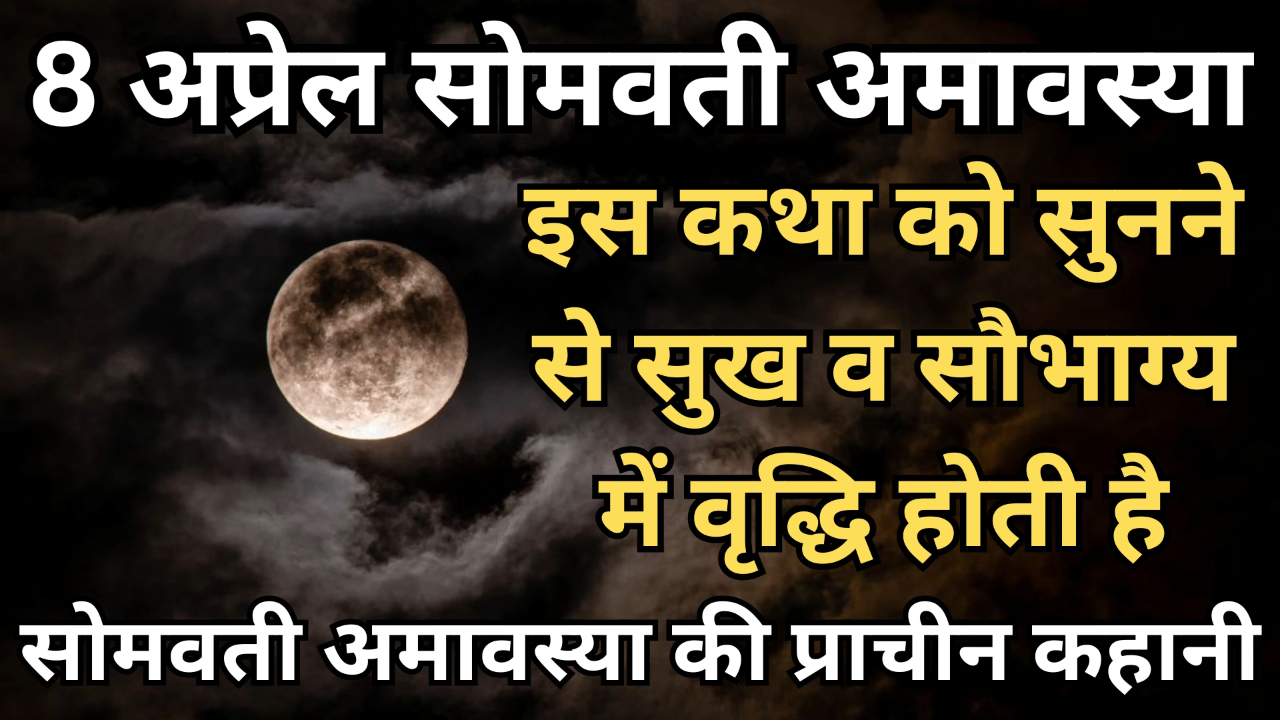 8 अप्रेल सोमवती अमावस्या
इस कथा को सुनने
से सुख व सौभाग्य
में वृद्धि होती है
सोमवती अमावस्या की प्राचीन कहानी